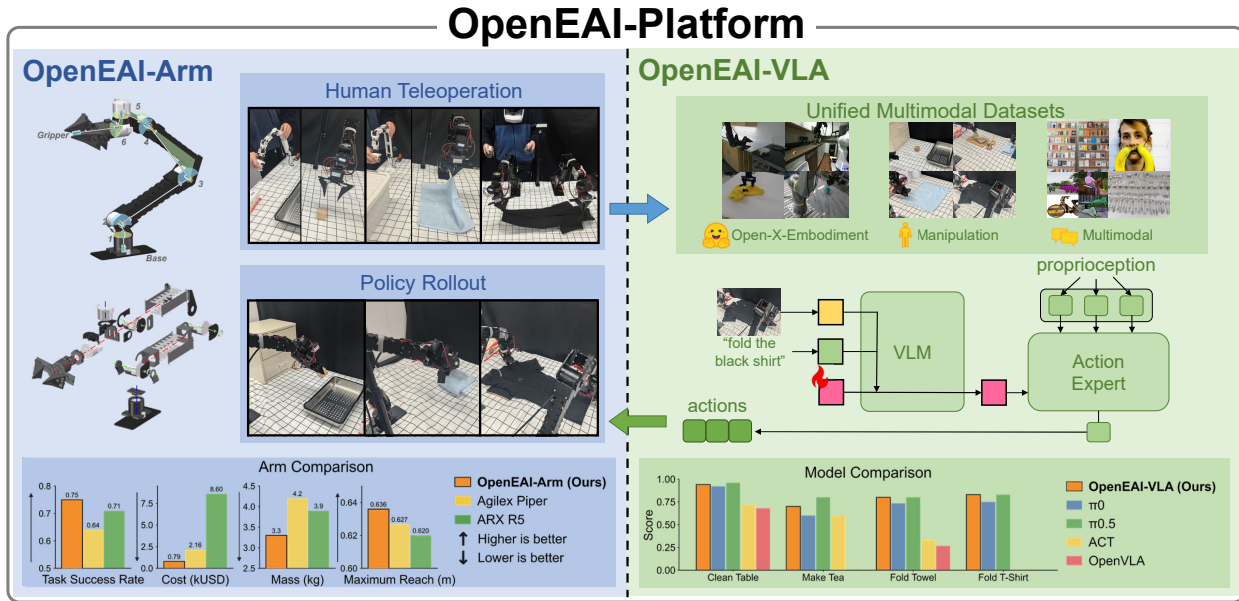 OpenEAI-Platform
OpenEAI-Arm
Gripper
5
6
4
3
1
Base
Human Teleoperation
Policy Rollout
Arm Comparison
0.8
0.7
0.6
0.5
0.75
0.64
0.71
Task Success Rate
7.5
5.0
2.5
0.0
0.79
2.16
8.60
Cost (kUSD)
4.5
4.0
3.5
3.0
2.5
3.3
4.2
3.9
Mass (kg)
0.64
0.62
0.60
0.636
0.627
0.620
Maximum Reach (m)
OpenEAI-Arm (Ours)
Agilex Piper
ARX R5
↑ Higher is better
↓ Lower is better
OpenEAI-VLA
Unified Multimodal Datasets
Open-X-Embodiment
Manipulation
Multimodal
proprioception
"fold the
black shirt"
VLM
Action
Expert
actions
Model Comparison
Score
1.00
0.75
0.50
0.25
0.00
Clean Table
Make Tea
Fold Towel
Fold T-Shirt
OpenEAI-VLA (Ours)
π0
π0.5
ACT
OpenVLA